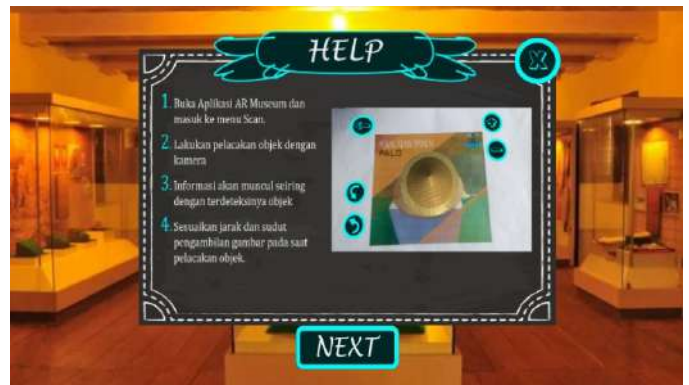 HELP
X
1. Buka Aplikasi AR Museum dan
masuk ke menu Scan.
2. Lakukan pelacakan objek dengan
kamera
3. Informasi akan muncul seiring
dengan terdeteksinya objek
4. Sesuaikan jarak dan sudut
pengambilan gambar pada saat
pelacakan objek.
PALO
NEXT